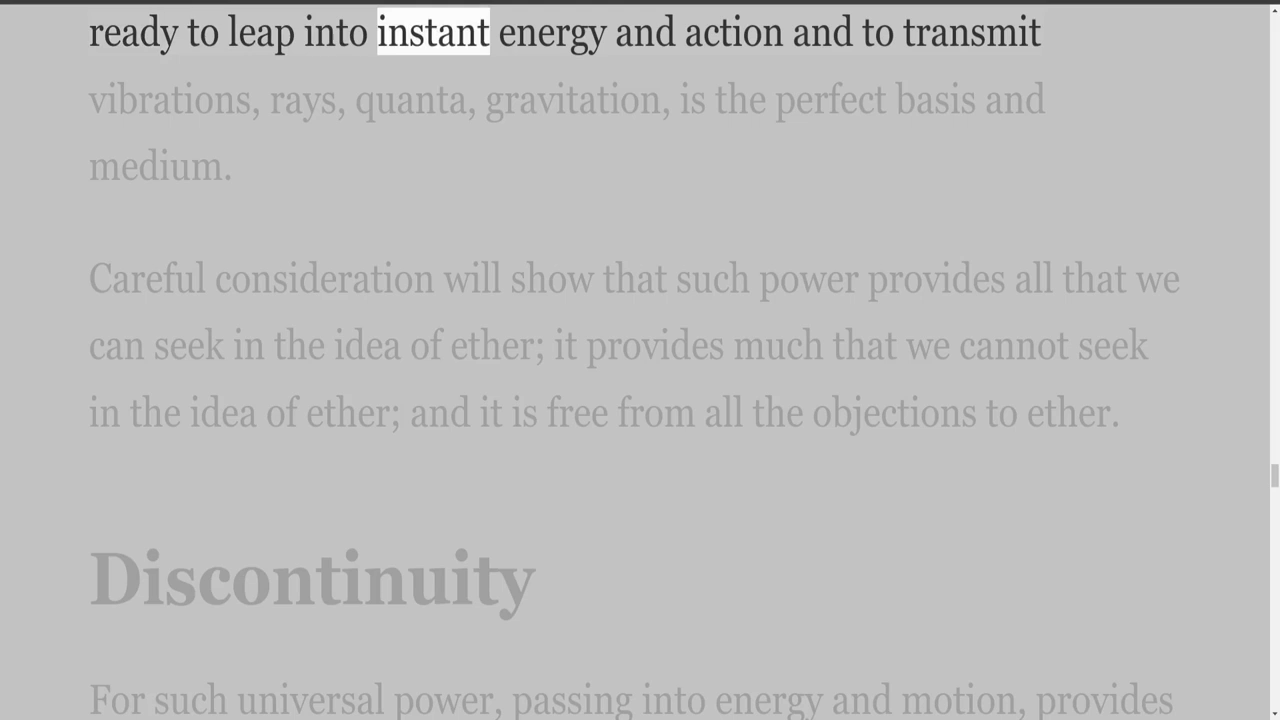 ready to leap into instant energy and action and to transmit
vibrations, rays, quanta, gravitation, is the perfect basis and
medium.
Careful consideration will show that such power provides all that we
can seek in the idea of ether; it provides much that we cannot seek
in the idea of ether; and it is free from all the objections to ether.
Discontinuity
For such universal power, passing into energy and motion, provides